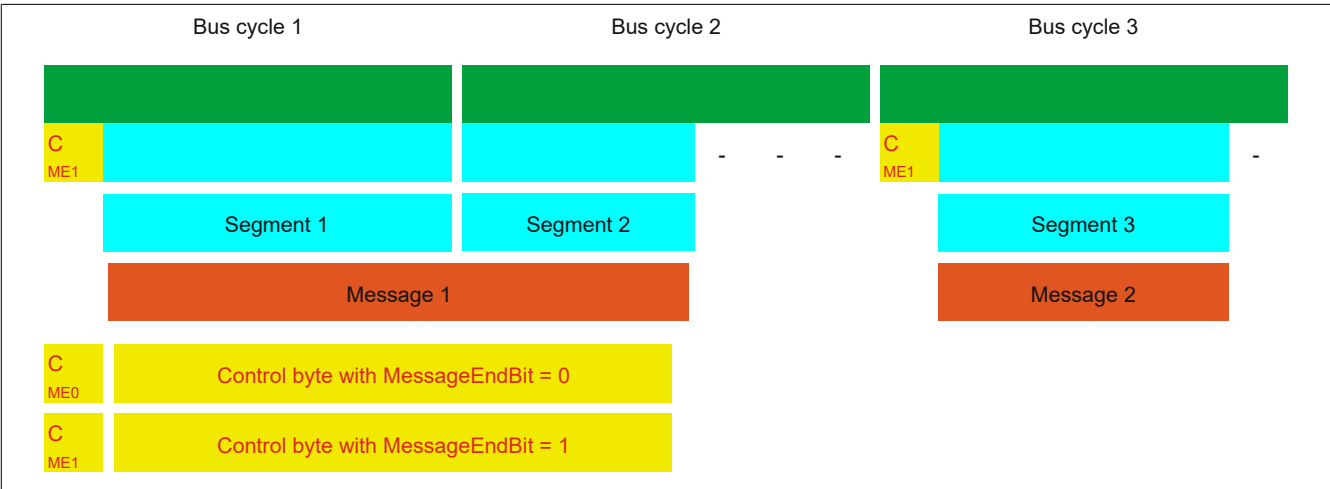 Bus cycle 1 Bus cycle 2 Bus cycle 3
C C
ME1 - - - ME1 -
Segment 1 Segment 2 Segment 3
Message 1 Message 2
C
ME0 Control byte with MessageEndBit = 0
C
ME1 Control byte with MessageEndBit = 1